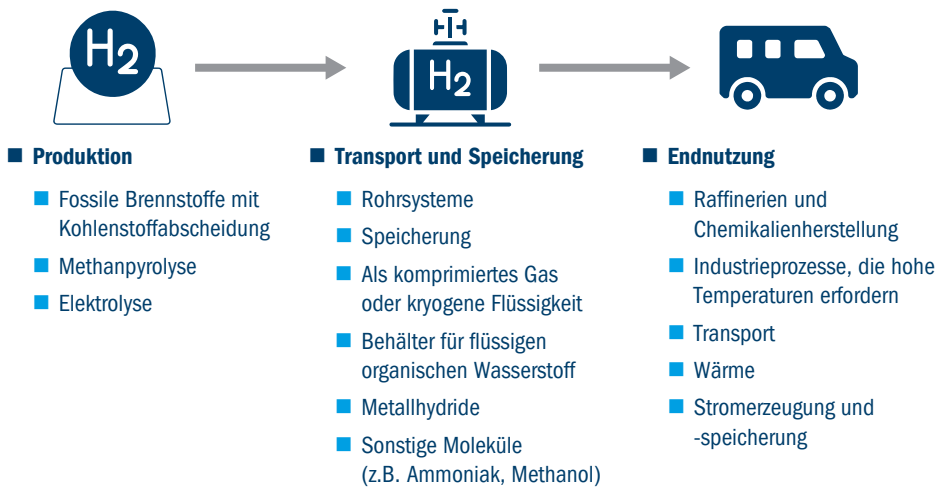 H2
H2
Produktion
Fossile Brennstoffe mit
Kohlenstoffabscheidung
Methanpyrolyse
Elektrolyse
Transport und Speicherung
Rohrsysteme
Speicherung
Als komprimiertes Gas
oder kryogene Flüssigkeit
Behälter für flüssigen
organischen Wasserstoff
Metallhydride
Sonstige Moleküle
(z.B. Ammoniak, Methanol)
Endnutzung
Raffinerien und
Chemikalienherstellung
Industrieprozesse, die hohe
Temperaturen erfordern
Transport
Wärme
Stromerzeugung und
-speicherung